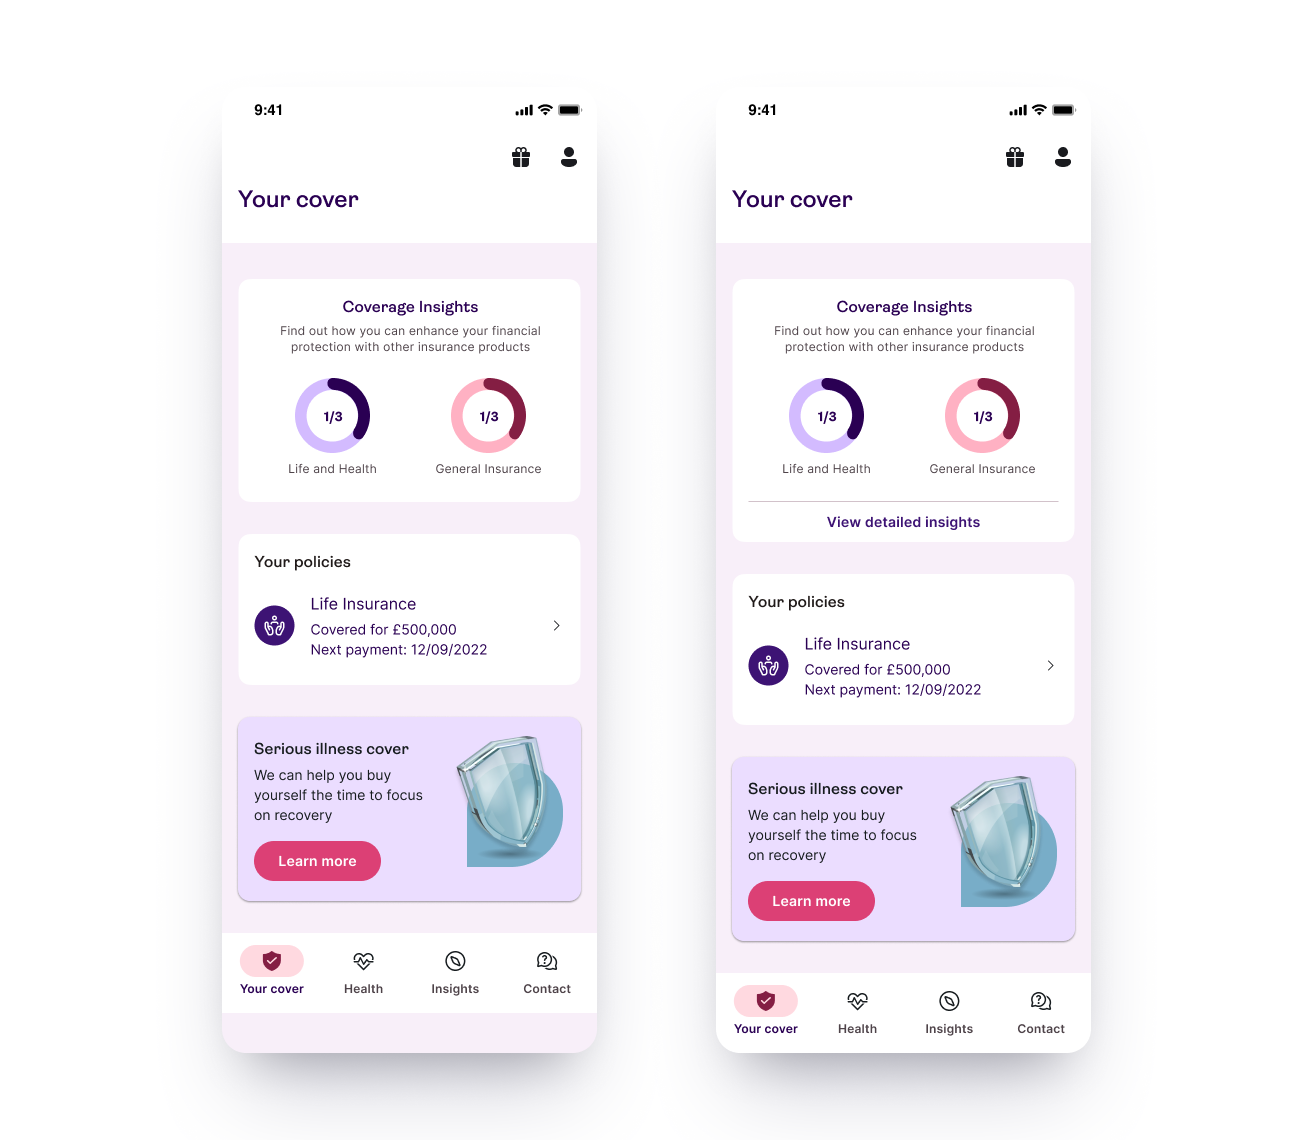 9:41
Your cover
Coverage Insights
Find out how you can enhance your financial
protection with other insurance products
1/3
1/3
Life and Health
General Insurance
Your policies
Life Insurance
Covered for £500,000
Next payment: 12/09/2022
Serious illness cover
We can help you buy
yourself the time to focus
on recovery
Learn more
Your cover
Health
Insights
Contact
9:41
Your cover
Coverage Insights
Find out how you can enhance your financial
protection with other insurance products
1/3
1/3
Life and Health
General Insurance
View detailed insights
Your policies
Life Insurance
Covered for £500,000
Next payment: 12/09/2022
Serious illness cover
We can help you buy
yourself the time to focus
on recovery
Learn more
Your cover
Health
Insights
Contact